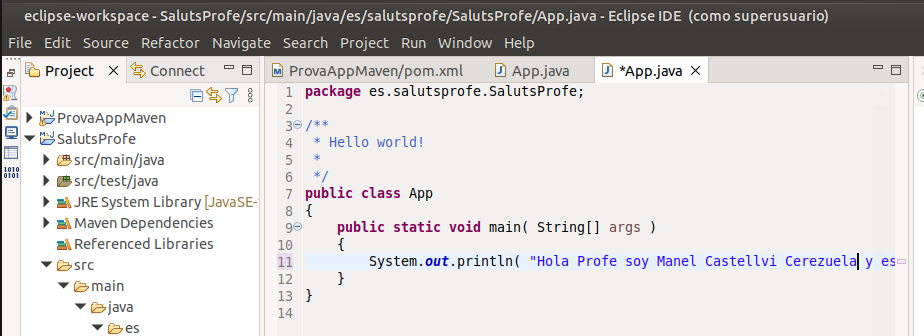 eclipse-workspace - SalutsProfe/src/main/java/es/salutsprofe/SalutsProfe/App.java - Eclipse IDE (como superusuario)
File Edit Source Refactor Navigate Search Project Run Window Help
Project Connect
ProvaAppMaven/pom.xml App.java *App.java
ProvaAppMaven
SalutsProfe
src/main/java
src/test/java
JRE System Library [JavaSE-
Maven Dependencies
Referenced Libraries
src
main
java
es
1 package es.salutsprofe.SalutsProfe;
2
3 /**
4 * Hello world!
5 *
6 */
7 public class App
8 {
9 public static void main( String[] args )
10 {
11 System.out.println( "Hola Profe soy Manel Castellvi Cerezuela y es
12 }
13 }
14